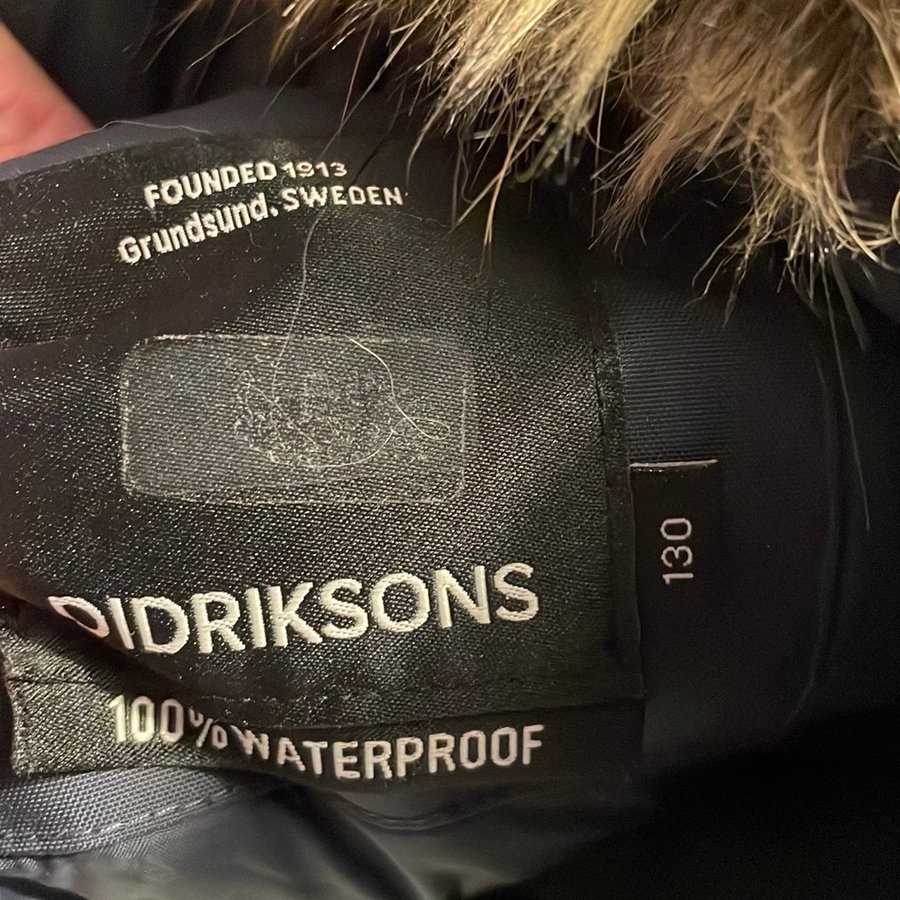 FOUNDED 1913
Grundsund. SWEDEN
DIDRIKSONS
130
100% WATERPROOF